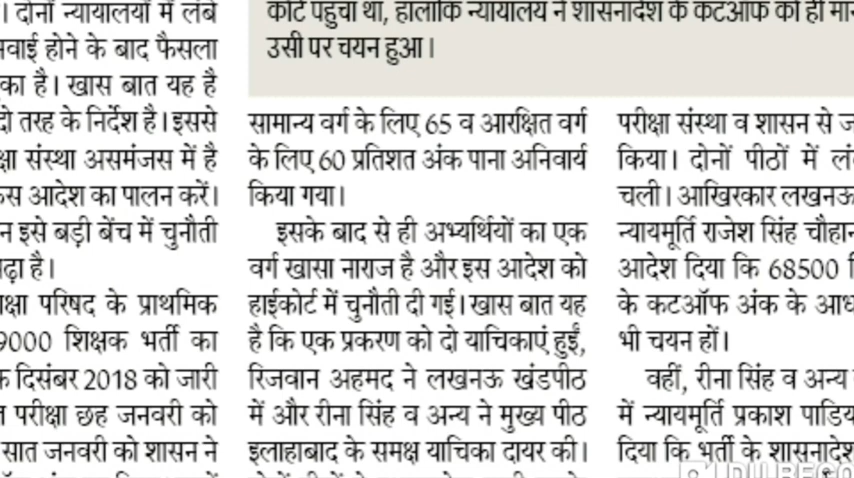 कोर्ट पहुंचा था, हालांकि न्यायालय ने शासनादेश के कटऑफ को ही
उसी पर चयन हुआ।
। दोनों न्यायालयों में लंबे
होने के बाद फैसला
है। खास बात यह है
दो तरह के निर्देश है। इससे
संस्था असमंजस में है
आदेश का पालन करें।
इसे बड़ी बेंच में चुनौती
है।
परिषद के प्राथमिक
9000 शिक्षक भर्ती का
दिसंबर 2018 को जारी
परीक्षा छह जनवरी को
सात जनवरी को शासन ने
सामान्य वर्ग के लिए 65 व आरक्षित वर्ग
के लिए 60 प्रतिशत अंक पाना अनिवार्य
किया गया।
इसके बाद से ही अभ्यर्थियों का एक
वर्ग खासा नाराज है और इस आदेश को
हाईकोर्ट में चुनौती दी गई। खास बात यह
है कि एक प्रकरण को दो याचिकाएं हुईं,
रिजवान अहमद ने लखनऊ खंडपीठ
में और रीना सिंह व अन्य ने मुख्य पीठ
इलाहाबाद के समक्ष याचिका दायर की।
परीक्षा संस्था व शासन से
किया। दोनों पीठों में
चली। आखिरकार लखनऊ
न्यायमूर्ति राजेश सिंह चौहान
आदेश दिया कि 68500
के कटऑफ अंक के
भी चयन हों।
वहीं, रीना सिंह व अन्य
में न्यायमूर्ति प्रकाश पाडिया
दिया कि भर्ती के शासनादेश